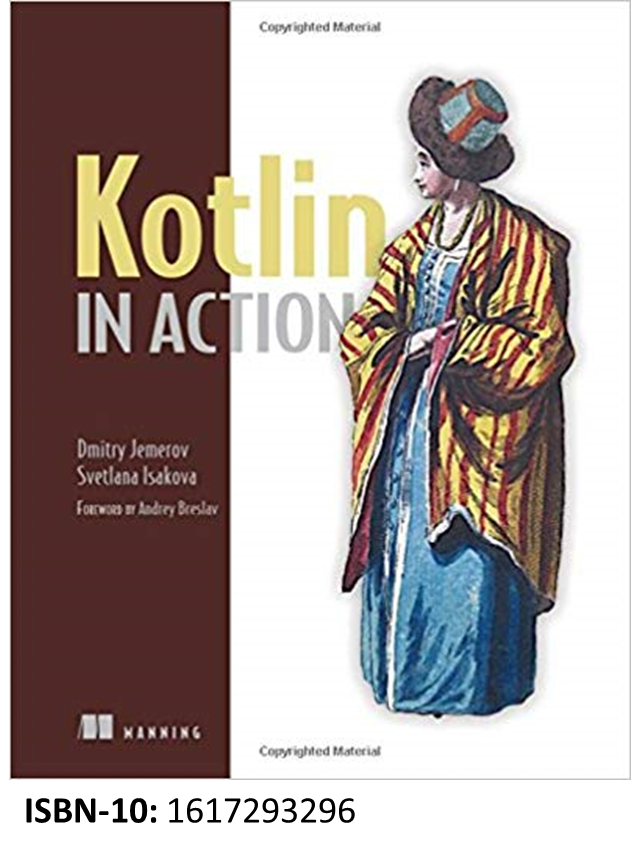 Copyrighted Material
Kotlin
IN ACTION
Dmitry Jemerov
Svetlana Isakova
FOREWORD BY Andrey Breslav
MANNING
Copyrighted Material
ISBN-10: 1617293296